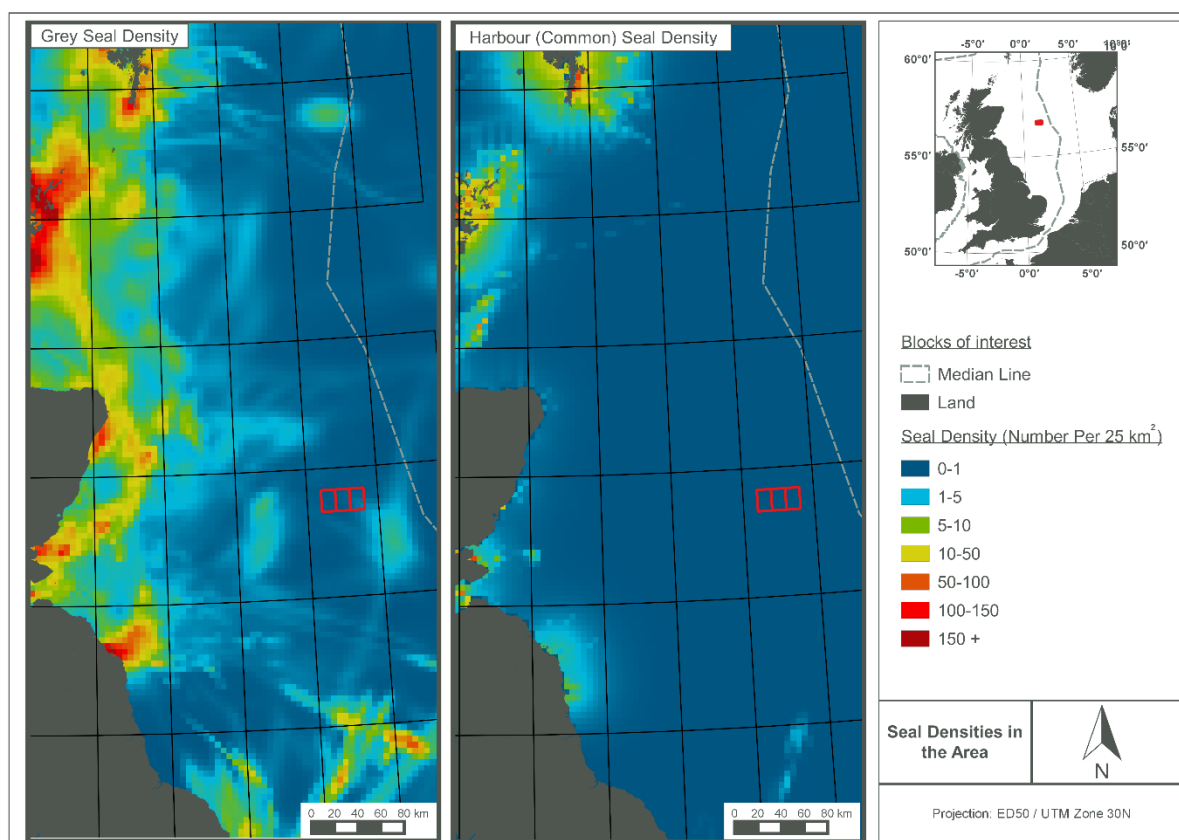 Grey Seal Density
Harbour (Common) Seal Density
-5°0' 0°0' 5°0' 10°0'
60°0'
55°0'
55°0'
50°0'
50°0'
-5°0' 0°0' 5°0'
Blocks of interest
Median Line
Land
Seal Density (Number Per 25 km²)
0-1
1-5
5-10
10-50
50-100
100-150
150 +
0 20 40 60 80 km
0 20 40 60 80 km
Seal Densities in
the Area
N
Projection: ED50 / UTM Zone 30N